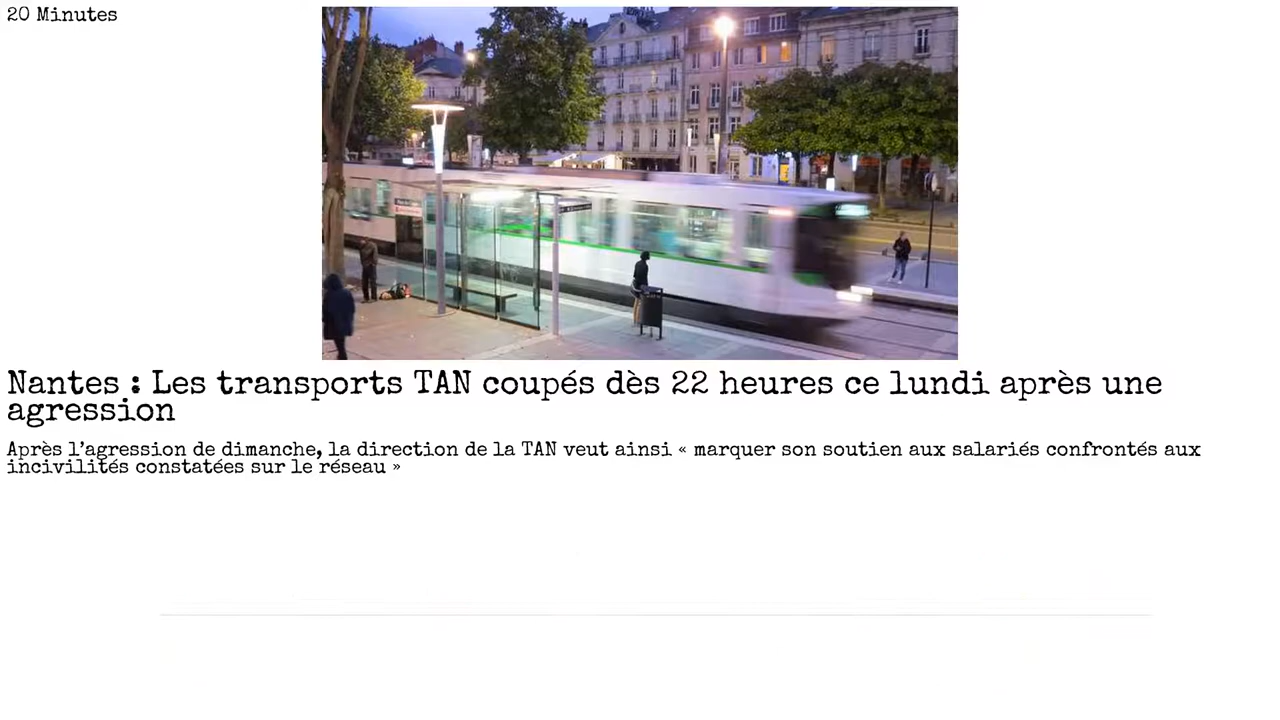 20 Minutes
Nantes : Les transports TAN coupés dès 22 heures ce lundi après une
agression
Après l’agression de dimanche, la direction de la TAN veut ainsi « marquer son soutien aux salariés confrontés aux
incivilités constatées sur le réseau »